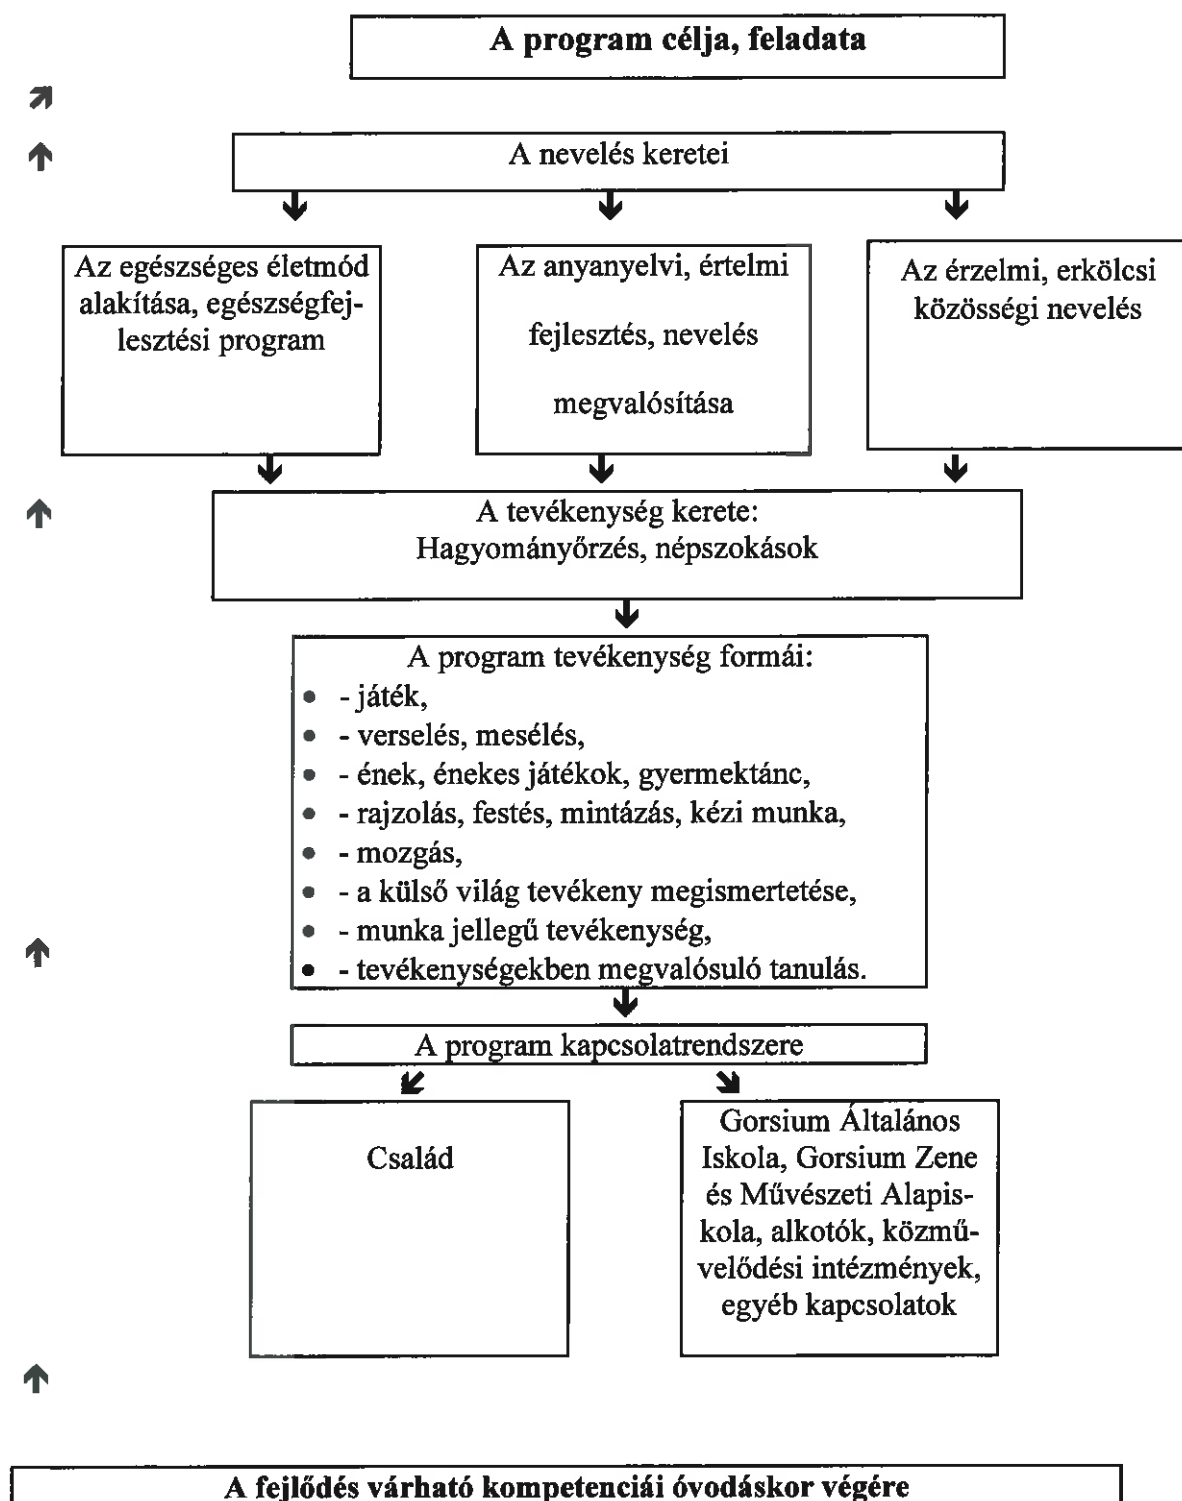 A program célja, feladata
A nevelés keretei
Az egészséges életmód
alakítása, egészségfej-
lesztési program
Az anyanyelvi, értelmi
fejlesztés, nevelés
megvalósítása
Az érzelmi, erkölcsi
közösségi nevelés
A tevékenység kerete:
Hagyományőrzés, népszokások
A program tevékenység formái:
• - játék,
• - verselés, mesélés,
• - ének, énekes játékok, gyermektánc,
• - rajzolás, festés, mintázás, kézi munka,
• - mozgás,
• - a külső világ tevékeny megismertetése,
• - munka jellegű tevékenység,
• - tevékenységekben megvalósuló tanulás.
A program kapcsolatrendszere
Család
Gorsium Általános
Iskola, Gorsium Zene
és Művészeti Alapis-
kola, alkotók, közmű-
velődési intézmények,
egyéb kapcsolatok
A fejlődés várható kompetenciái óvodáskor végére